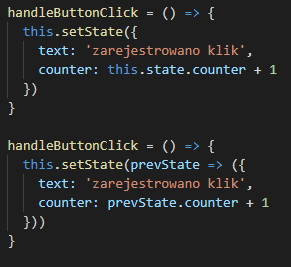 handleButtonClick = () => {
  this.setState({
    text: 'zarejestrowano klik',
    counter: this.state.counter + 1
  })
}

handleButtonClick = () => {
  this.setState(prevState => ({
    text: 'zarejestrowano klik',
    counter: prevState.counter + 1
  }))
}